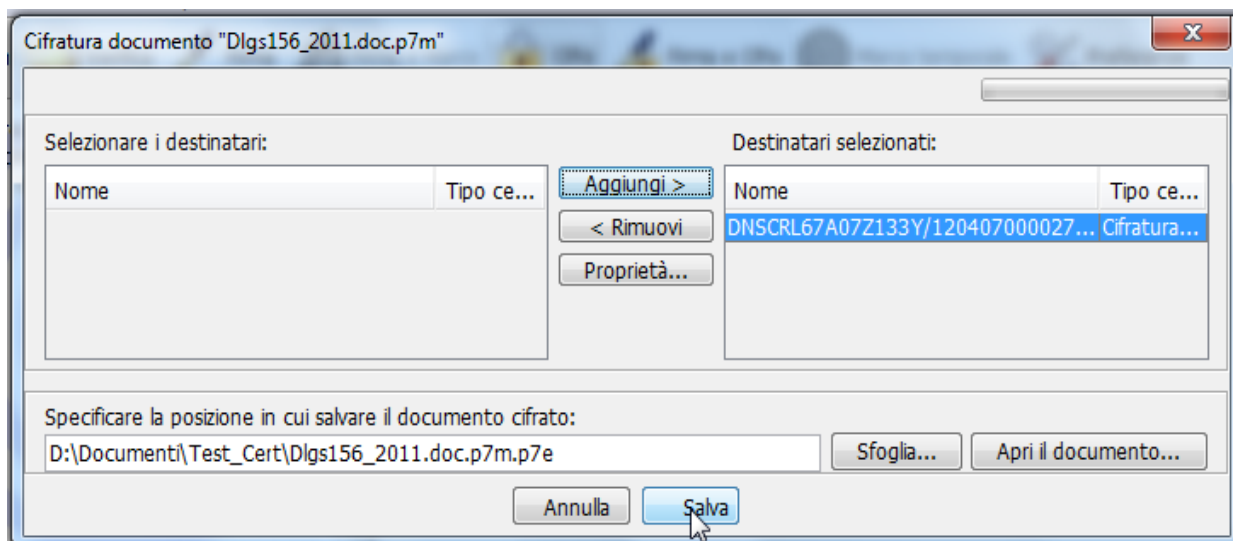 Cifratura documento "Dlgs156_2011.doc.p7m"
Selezionare i destinatari:
Destinatari selezionati:
Nome Tipo ce...
Aggiungi >
Nome Tipo ce...
< Rimuovi
DNSCRL67A07Z133Y/120407000027... Cifratura...
Proprietà...
Specificare la posizione in cui salvare il documento cifrato:
D:\Documenti\Test_Cert\Dlgs156_2011.doc.p7m.p7e
Sfoglia...
Apri il documento...
Annulla
Salva